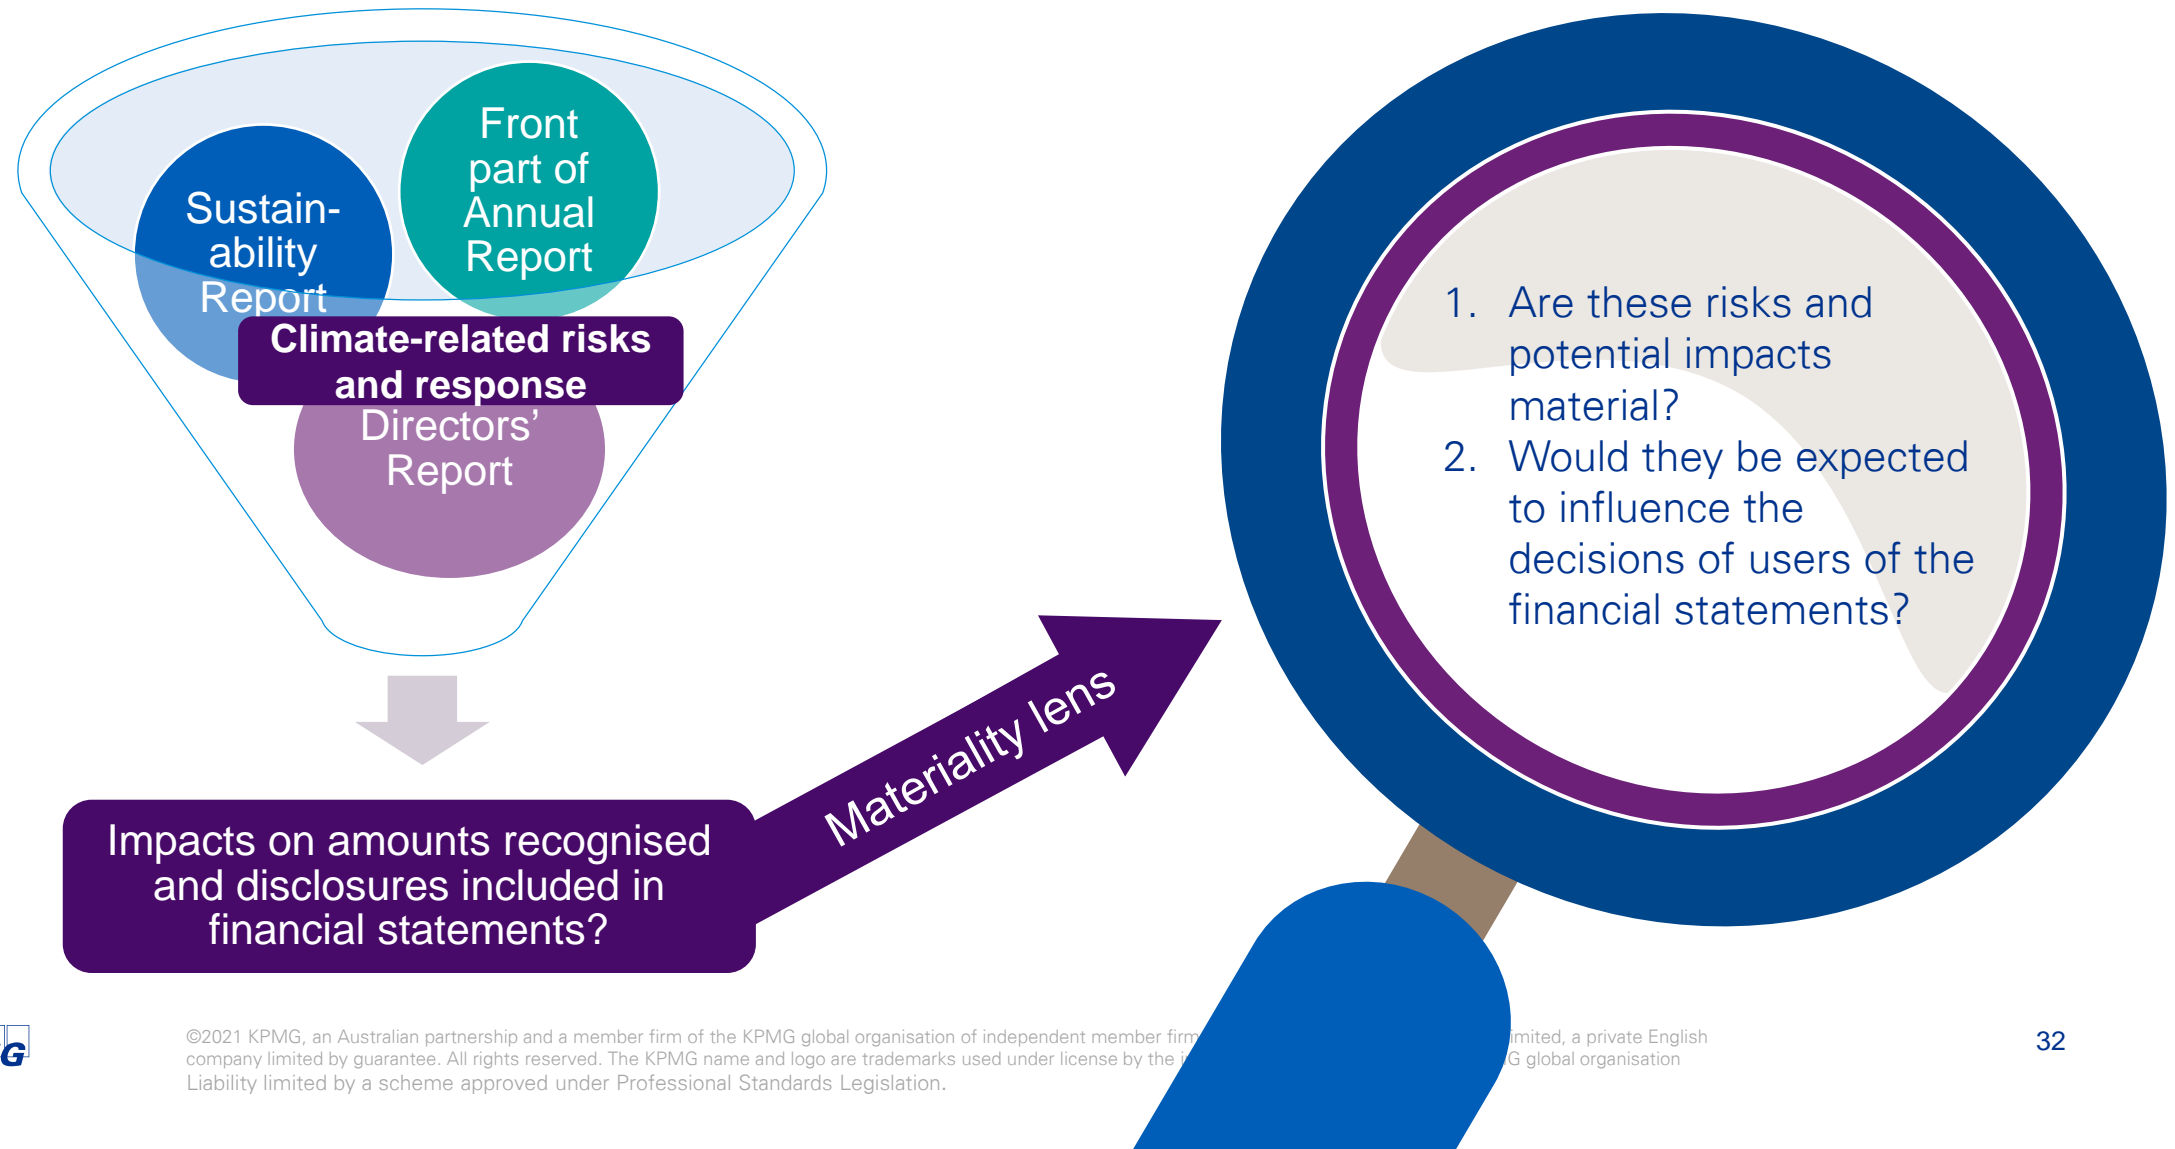 Front
part of
Annual
Report
Sustain-
ability
Report
Climate-related risks
and response
Directors’
Report
Impacts on amounts recognised
and disclosures included in
financial statements?
Materiality lens
1. Are these risks and
potential impacts
material?
2. Would they be expected
to influence the
decisions of users of the
financial statements?
G
©2021 KPMG, an Australian partnership and a member firm of the KPMG global organisation of independent member firm
imited, a private English
company limited by guarantee. All rights reserved. The KPMG name and logo are trademarks used under license by the
G global organisation
Liability limited by a scheme approved under Professional Standards Legislation.
32